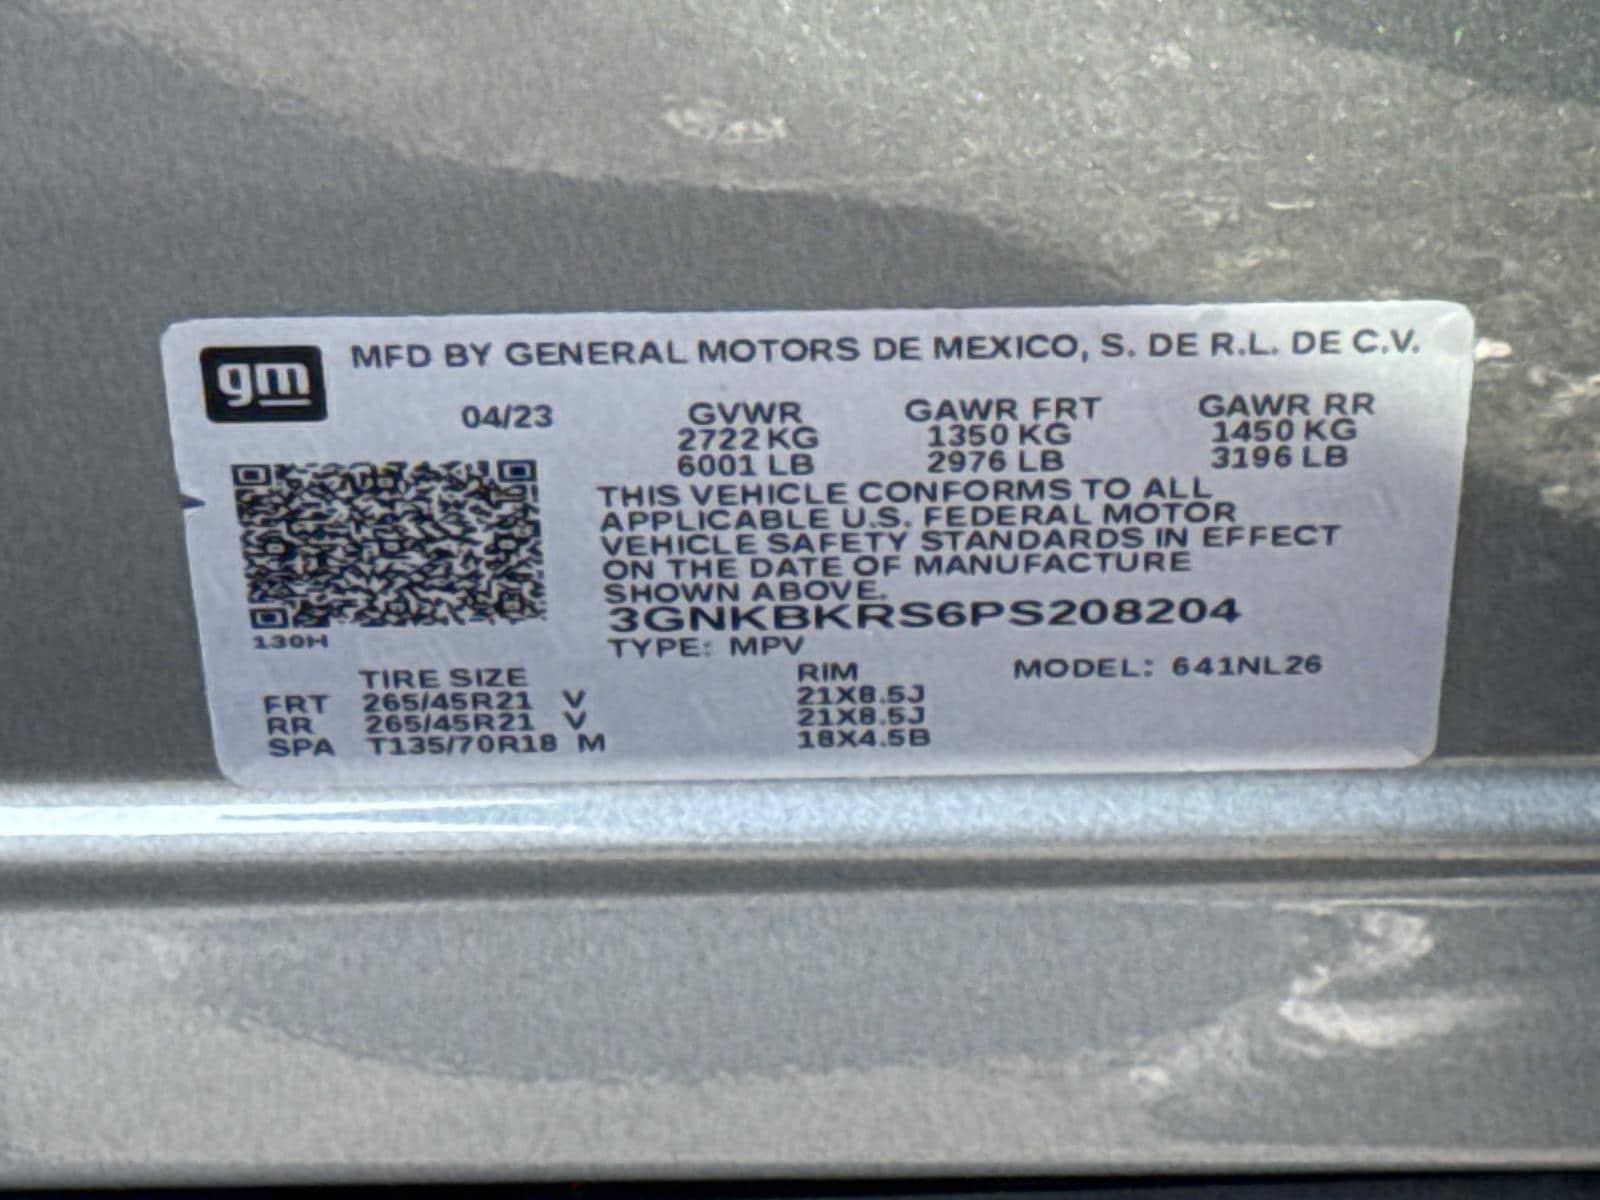 gm MFD BY GENERAL MOTORS DE MEXICO, S. DE R.L. DE C.V.
04/23 GVWR GAWR FRT GAWR RR
2722 KG 1350 KG 1450 KG
6001 LB 2976 LB 3196 LB
THIS VEHICLE CONFORMS TO ALL
APPLICABLE U.S. FEDERAL MOTOR
VEHICLE SAFETY STANDARDS IN EFFECT
ON THE DATE OF MANUFACTURE
SHOWN ABOVE.
3GNKBKRS6PS208204
130H
TYPE: MPV
TIRE SIZE RIM MODEL: 641NL26
FRT 265/45R21 V 21X8.5J
RR 265/45R21 V 21X8.5J
SPA T135/70R18 M 18X4.5B